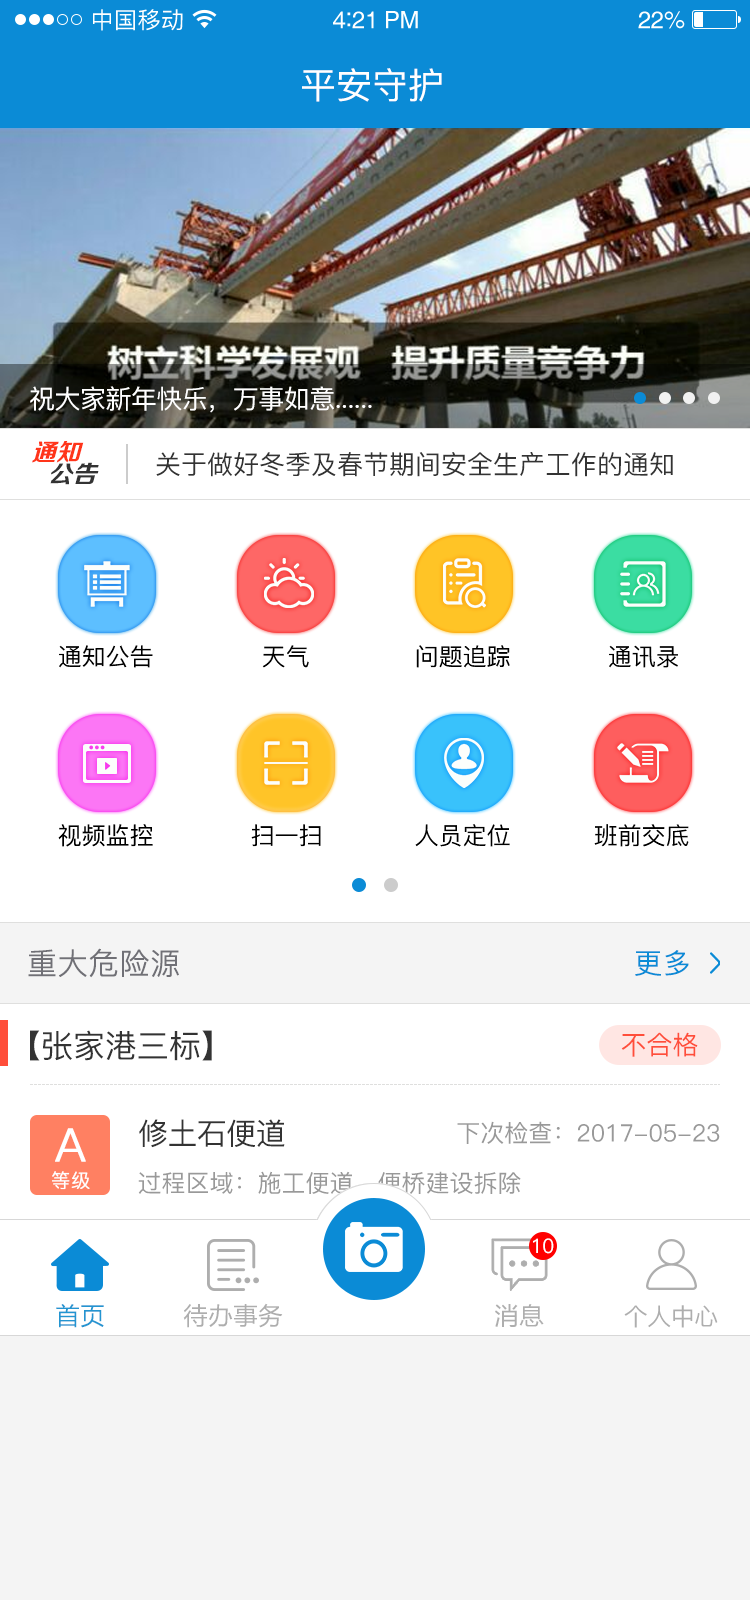 中国移动 4:21 PM 22%
平安守护
树立科学发展观 提升质量竞争力
祝大家新年快乐，万事如意......
通知公告 关于做好冬季及春节期间安全生产工作的通知
通知公告 天气 问题追踪 通讯录
视频监控 扫一扫 人员定位 班前交底
重大危险源 更多
【张家港三标】 不合格
A等级 修土石便道 下次检查：2017-05-23
过程区域：施工便道、便桥建设拆除
10
首页 待办事务 消息 个人中心